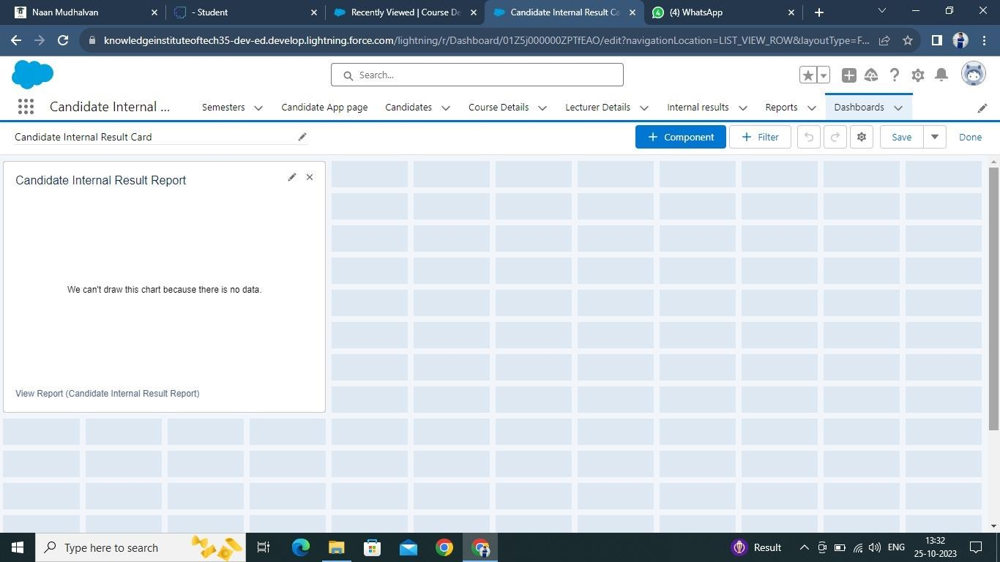 Naan Mudhalvan
- Student
Recently Viewed | Course De
Candidate Internal Result Ca
(4) WhatsApp
knowledgeinstituteoftech35-dev-ed.develop.lightning.force.com/lightning/r/Dashboard/01Z5j000000ZPTfEAO/edit?navigationLocation=LIST_VIEW_ROW&layoutType=F...
Search...
Candidate Internal ...
Semesters
Candidate App page
Candidates
Course Details
Lecturer Details
Internal results
Reports
Dashboards
Candidate Internal Result Card
+ Component
+ Filter
Save
Done
Candidate Internal Result Report
We can't draw this chart because there is no data.
View Report (Candidate Internal Result Report)
Type here to search
Result
ENG
13:32
25-10-2023